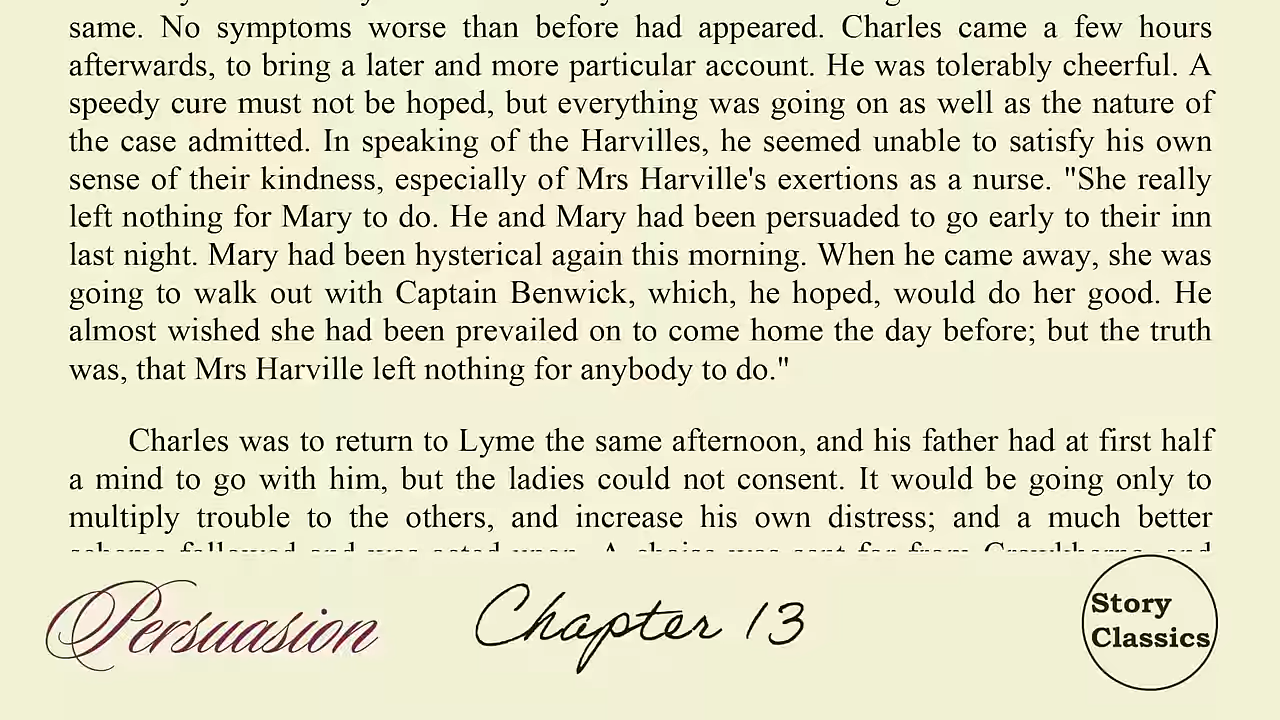 same. No symptoms worse than before had appeared. Charles came a few hours
afterwards, to bring a later and more particular account. He was tolerably cheerful. A
speedy cure must not be hoped, but everything was going on as well as the nature of
the case admitted. In speaking of the Harvilles, he seemed unable to satisfy his own
sense of their kindness, especially of Mrs Harville's exertions as a nurse. "She really
left nothing for Mary to do. He and Mary had been persuaded to go early to their inn
last night. Mary had been hysterical again this morning. When he came away, she was
going to walk out with Captain Benwick, which, he hoped, would do her good. He
almost wished she had been prevailed on to come home the day before; but the truth
was, that Mrs Harville left nothing for anybody to do."
Charles was to return to Lyme the same afternoon, and his father had at first half
a mind to go with him, but the ladies could not consent. It would be going only to
multiply trouble to the others, and increase his own distress; and a much better
Persuasion
Chapter 13
Story
Classics